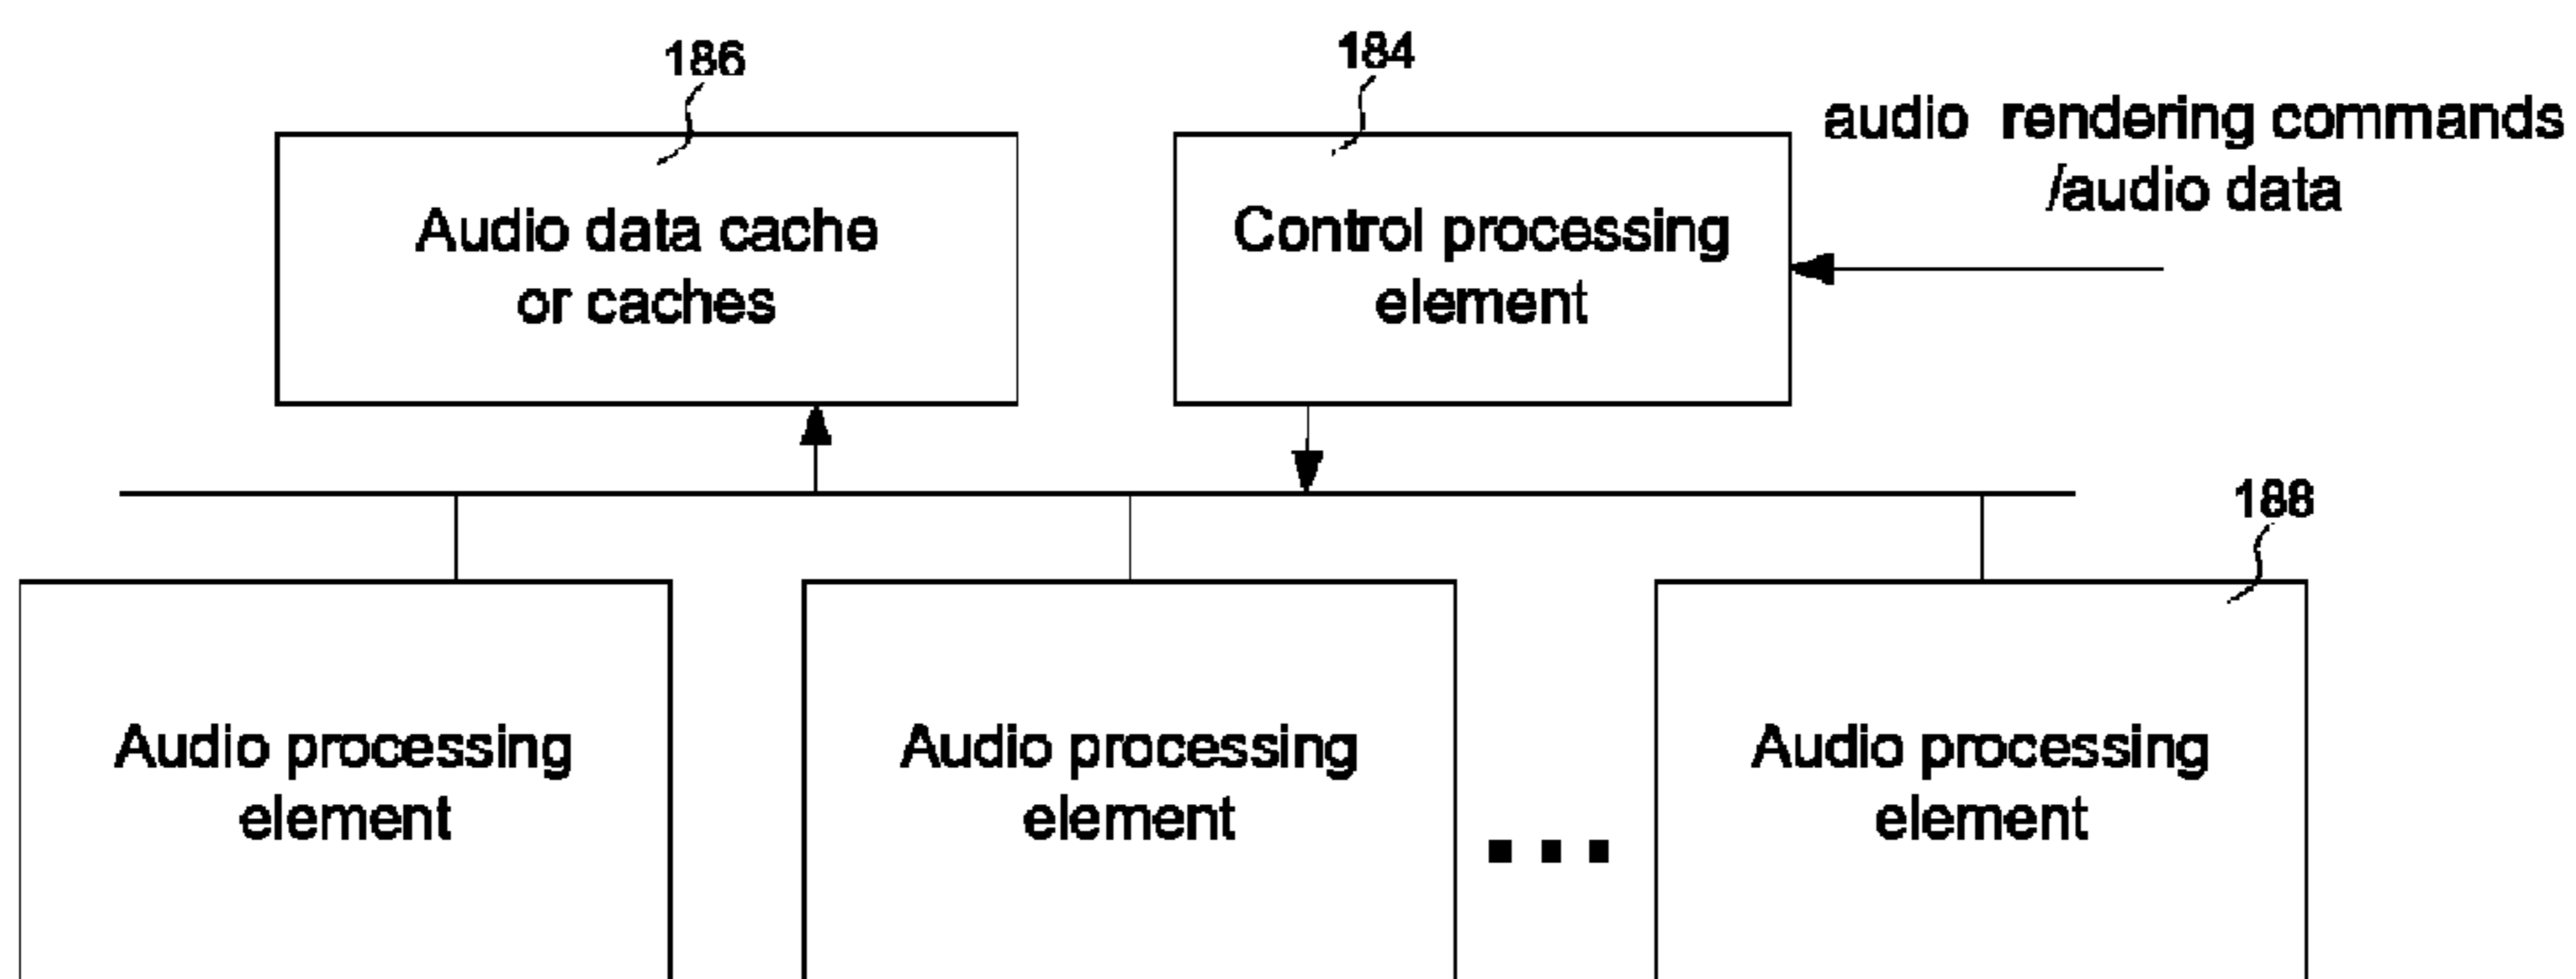 186
184
audio rendering commands
/audio data
Audio data cache
or caches
Control processing
element
188
Audio processing
element
Audio processing
element
...
Audio processing
element